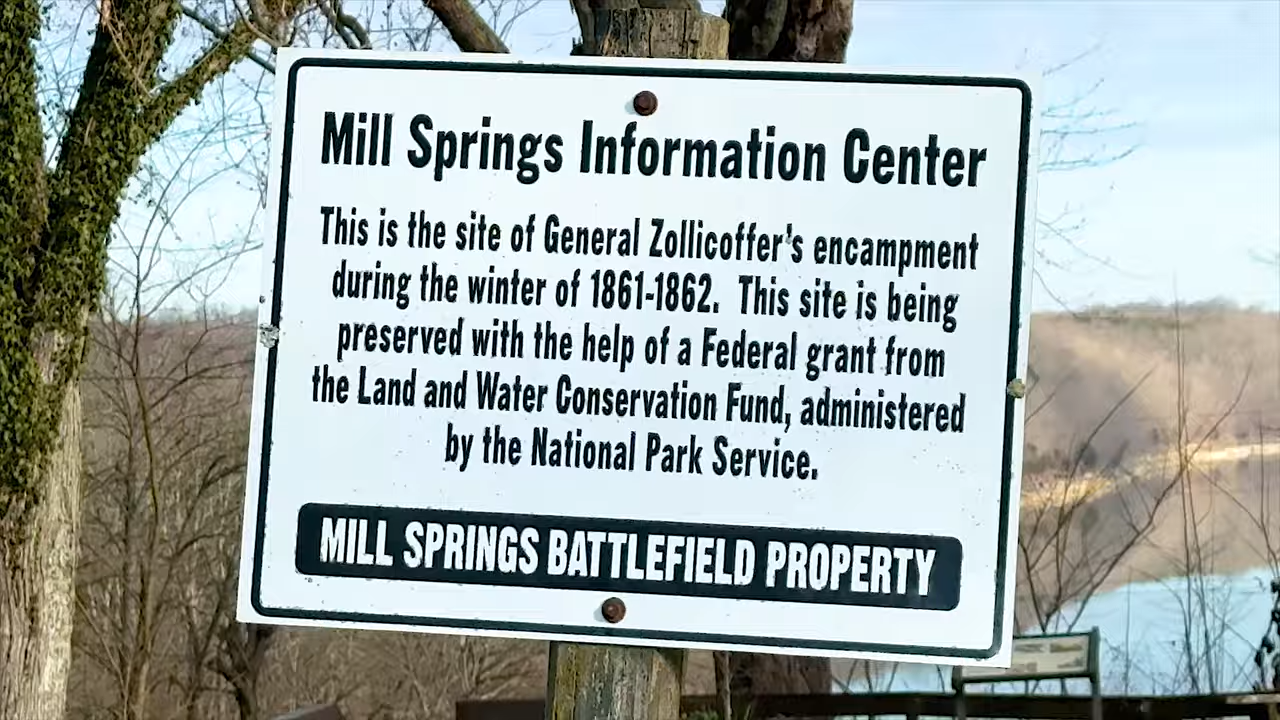 Mill Springs Information Center
This is the site of General Zollicoffer's encampment
during the winter of 1861-1862. This site is being
preserved with the help of a Federal grant from
the Land and Water Conservation Fund, administered
by the National Park Service.
MILL SPRINGS BATTLEFIELD PROPERTY